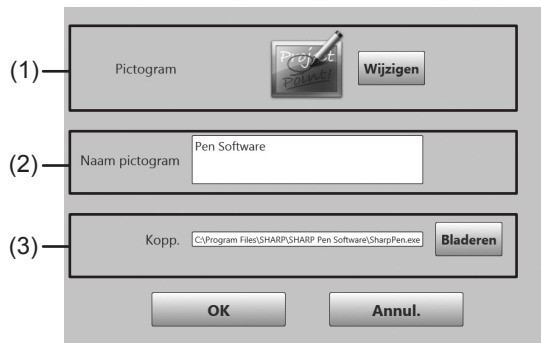 (1)
Pictogram
Project
Point!
Wijzigen
(2)
Naam pictogram
Pen Software
(3)
Kopp.
C:\Program Files\SHARP\SHARP Pen Software\SharpPen.exe
Bladeren
OK
Annul.